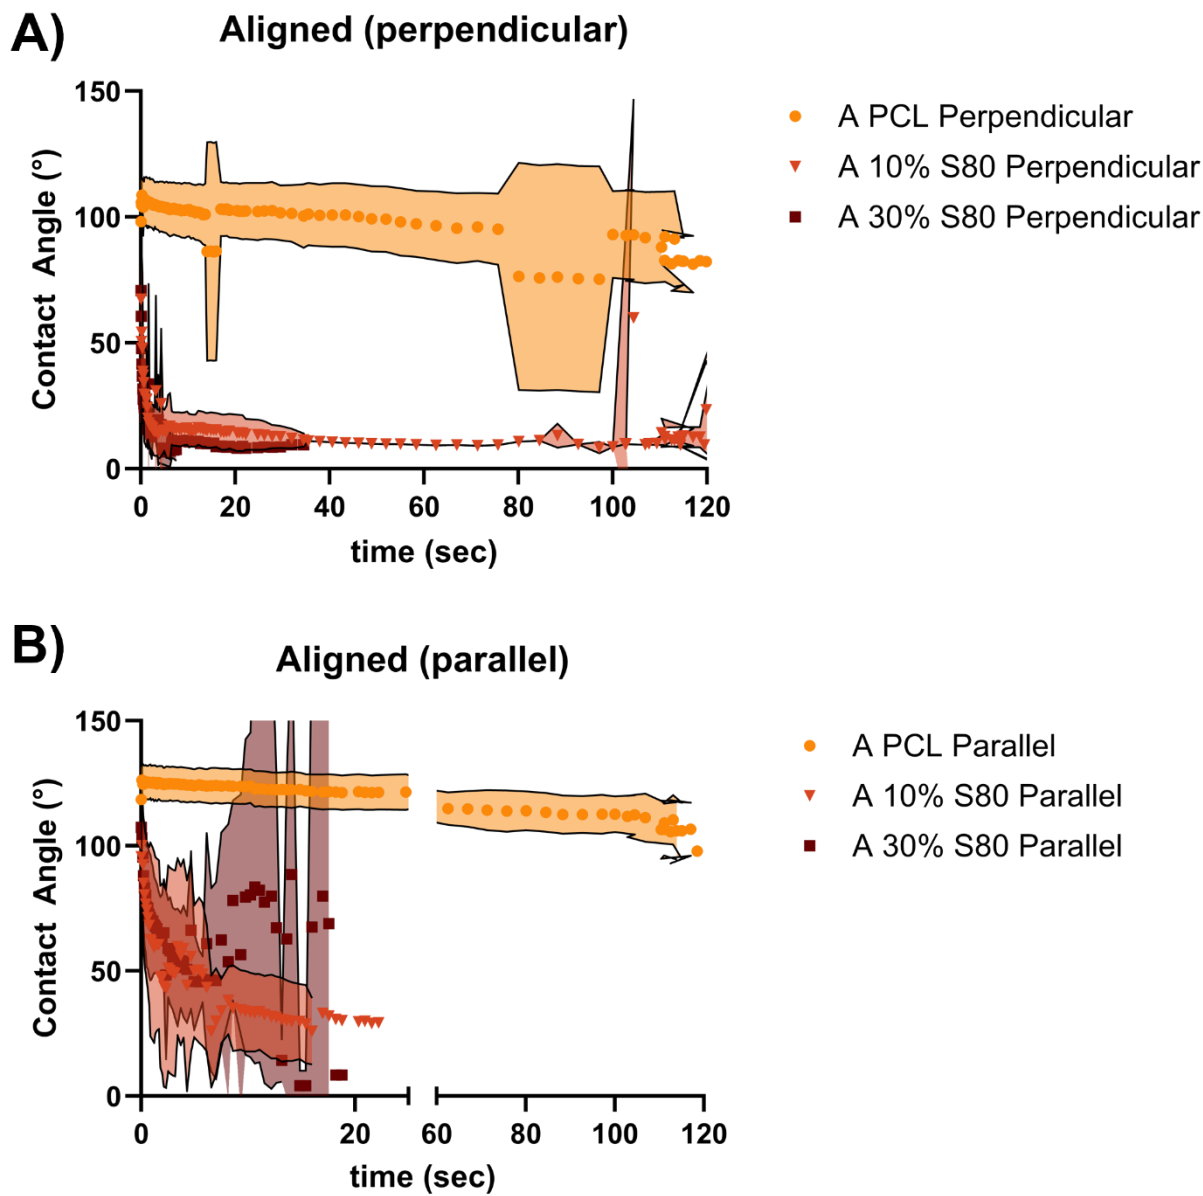 A)
Aligned (perpendicular)
150
100
50
0
Contact Angle (°)
0 20 40 60 80 100 120
time (sec)
A PCL Perpendicular
A 10% S80 Perpendicular
A 30% S80 Perpendicular
B)
Aligned (parallel)
150
100
50
0
Contact Angle (°)
0 20 60 80 100 120
time (sec)
A PCL Parallel
A 10% S80 Parallel
A 30% S80 Parallel